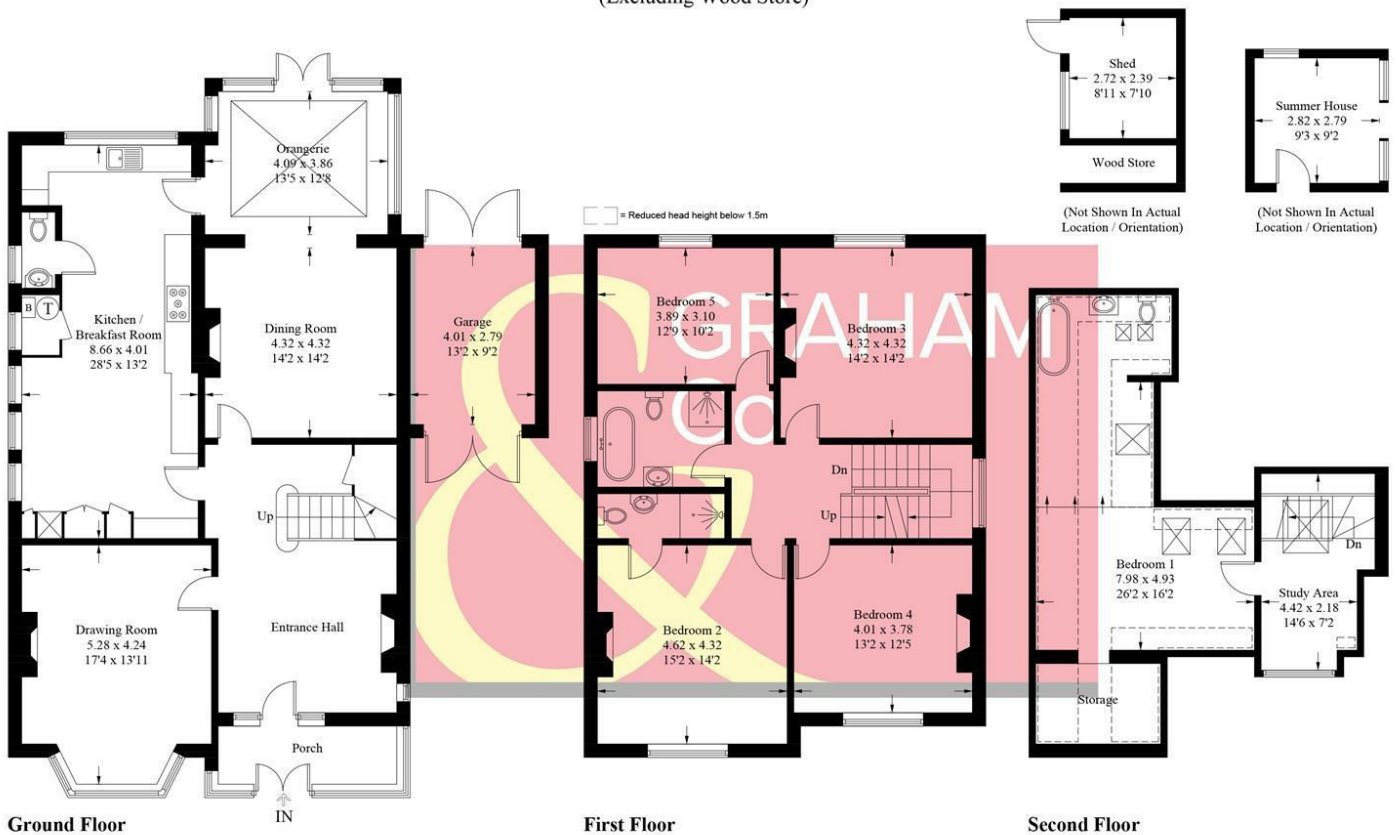 (Excluding Wood Store)
Shed
2.72 x 2.39
8'11 x 7'10
Wood Store
(Not Shown In Actual
Location / Orientation)
Summer House
2.82 x 2.79
9'3 x 9'2
(Not Shown In Actual
Location / Orientation)
Orangerie
4.09 x 3.86
13'5 x 12'8
= Reduced head height below 1.5m
B
T
Kitchen /
Breakfast Room
8.66 x 4.01
28'5 x 13'2
Dining Room
4.32 x 4.32
14'2 x 14'2
Garage
4.01 x 2.79
13'2 x 9'2
Up
Drawing Room
5.28 x 4.24
17'4 x 13'11
Entrance Hall
Porch
IN
Ground Floor
Bedroom 5
3.89 x 3.10
12'9 x 10'2
Bedroom 3
4.32 x 4.32
14'2 x 14'2
& GRAHAM
Co
Dn
Up
Bedroom 2
4.62 x 4.32
15'2 x 14'2
Bedroom 4
4.01 x 3.78
13'2 x 12'5
First Floor
Bedroom 1
7.98 x 4.93
26'2 x 16'2
Dn
Study Area
4.42 x 2.18
14'6 x 7'2
Storage
Second Floor